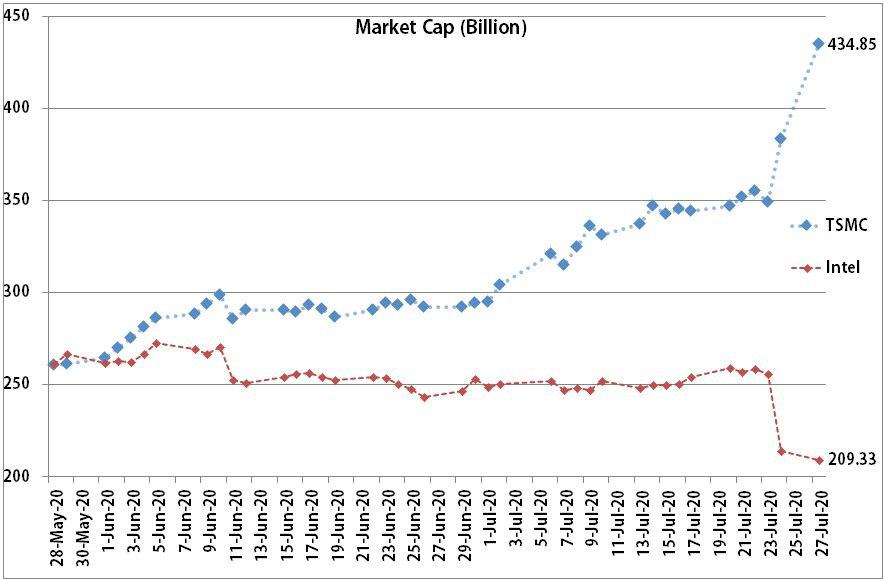 Market Cap (Billion)
450
400
350
300
250
200
434.85
TSMC
Intel
209.33
28-May-20
30-May-20
1-Jun-20
3-Jun-20
5-Jun-20
7-Jun-20
9-Jun-20
11-Jun-20
13-Jun-20
15-Jun-20
17-Jun-20
19-Jun-20
21-Jun-20
23-Jun-20
25-Jun-20
27-Jun-20
29-Jun-20
1-Jul-20
3-Jul-20
5-Jul-20
7-Jul-20
9-Jul-20
11-Jul-20
13-Jul-20
15-Jul-20
17-Jul-20
19-Jul-20
21-Jul-20
23-Jul-20
25-Jul-20
27-Jul-20